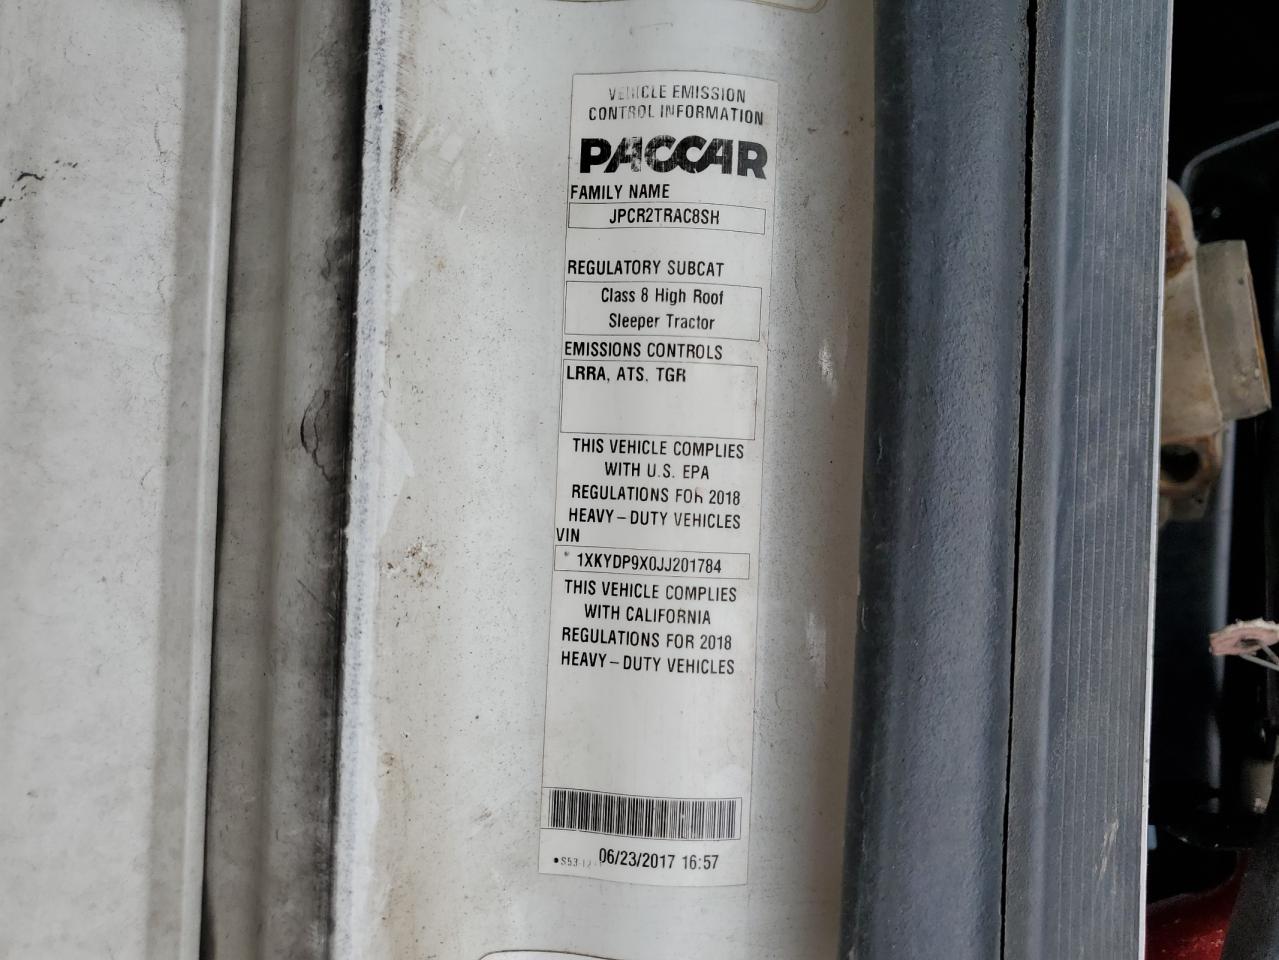 VEHICLE EMISSION
CONTROL INFORMATION
PACCAR
FAMILY NAME
JPCR2TRAC8SH
REGULATORY SUBCAT
Class 8 High Roof
Sleeper Tractor
EMISSIONS CONTROLS
LRRA, ATS, TGR
THIS VEHICLE COMPLIES
WITH U.S. EPA
REGULATIONS FOR 2018
HEAVY-DUTY VEHICLES
VIN
1XKYDP9X0JJ201784
THIS VEHICLE COMPLIES
WITH CALIFORNIA
REGULATIONS FOR 2018
HEAVY-DUTY VEHICLES
06/23/2017 16:57